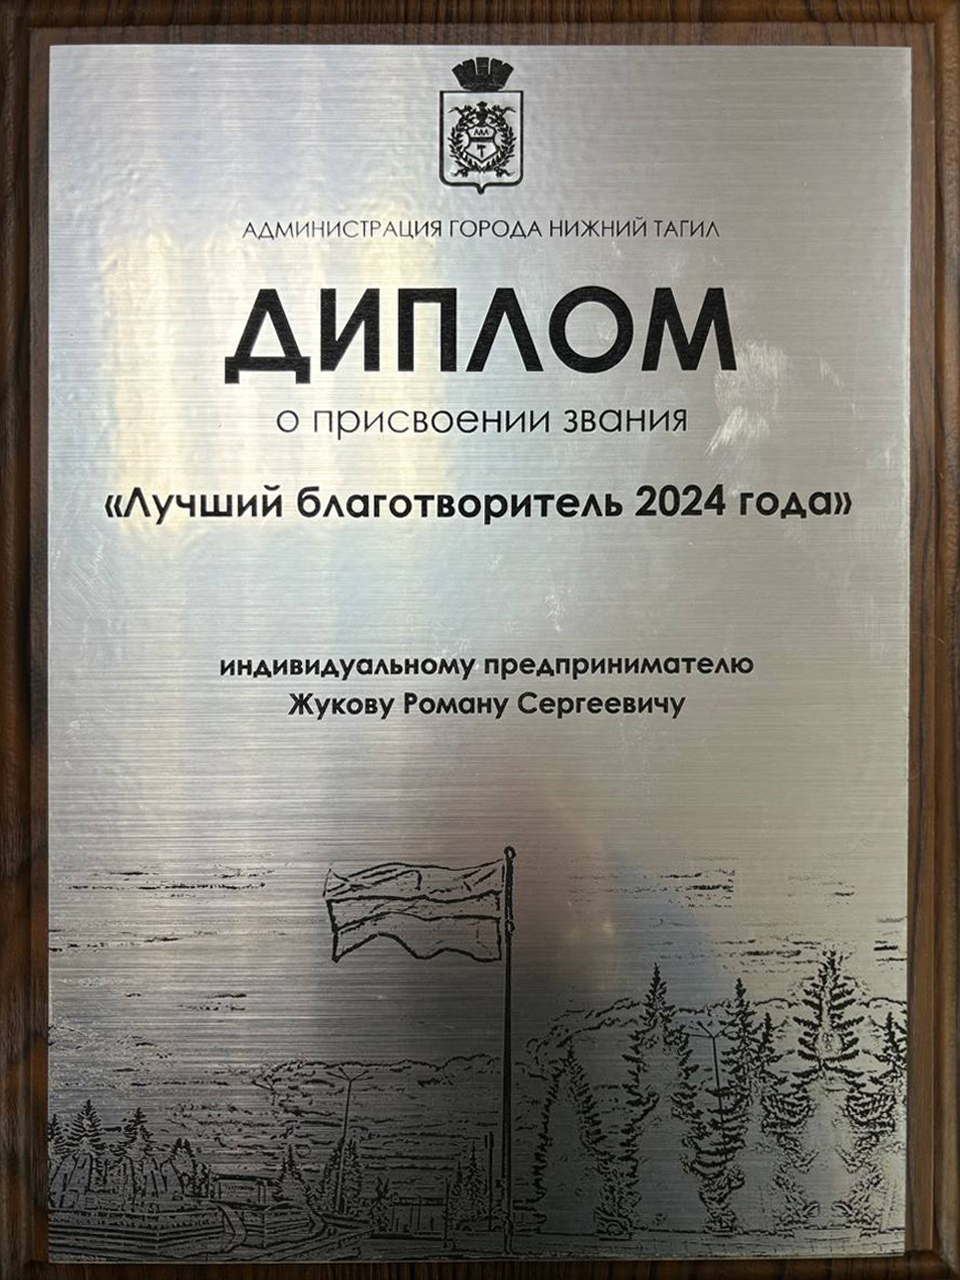 АДМИНИСТРАЦИЯ ГОРОДА НИЖНИЙ ТАГИЛ
ДИПЛОМ
о присвоении звания
«Лучший благотворитель 2024 года»
индивидуальному предпринимателю
Жукову Роману Сергеевичу